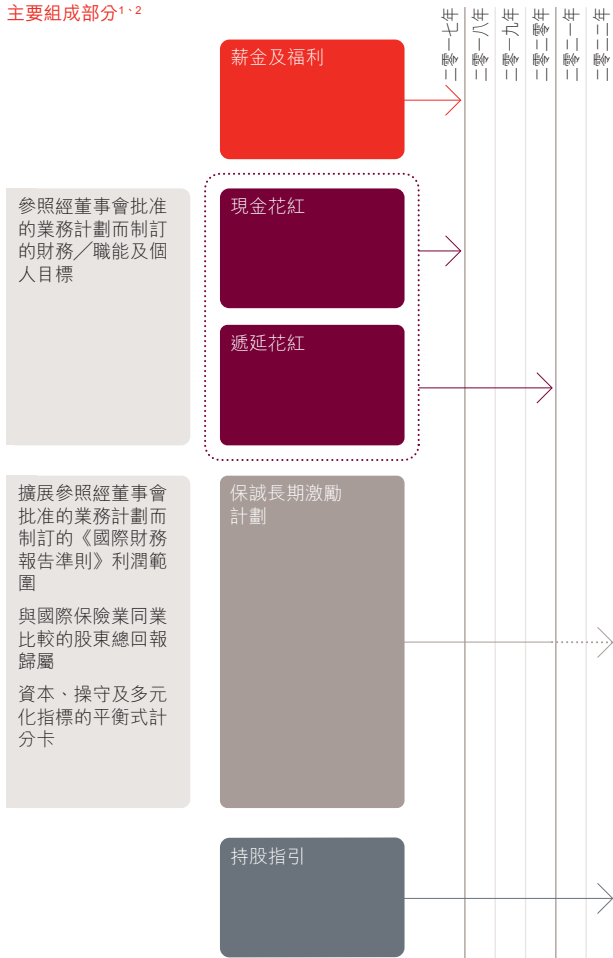 主要組成部分1、2
二零一七年
二零一八年
二零一九年
二零二零年
二零二一年
二零二二年
薪金及福利
參照經董事會批准
的業務計劃而制訂
的財務／職能及個
人目標
現金花紅
遞延花紅
擴展參照經董事會
批准的業務計劃而
制訂的《國際財務
報告準則》利潤範
圍
與國際保險業同業
比較的股東總回報
歸屬
資本、操守及多元
化指標的平衡式計
分卡
保誠長期激勵
計劃
持股指引